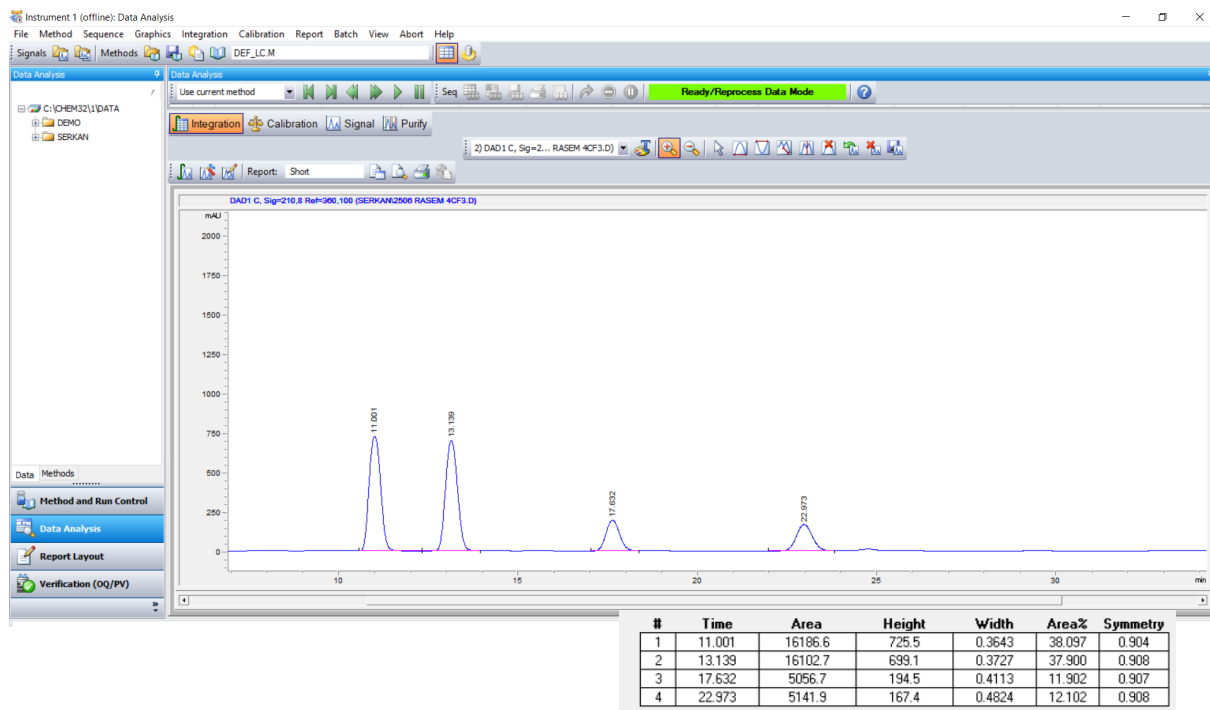 Instrument 1 (offline): Data Analysis
File Method Sequence Graphics Integration Calibration Report Batch View Abort Help
Signals Methods DEF_LC.M
Data Analysis
Data Analysis
Use current method Seq Ready/Reprocess Data Mode
C:\CHEM32\1\DATA
DEMO
SERKAN
Integration Calibration Signal Purify
2) DAD1 C, Sig=2... RASEM 4CF3.D)
Report: Short
DAD1 C, Sig=210,8 Ref=360,100 (SERKAN\2506 RASEM 4CF3.D)
mAU
2000
1750
1500
1250
1000
750
500
250
0
11.001
13.139
17.632
22.973
10 15 20 25 30 min
Data Methods
Method and Run Control
Data Analysis
Report Layout
Verification (OQ/PV)
# Time Area Height Width Area% Symmetry
1 11.001 16186.6 725.5 0.3643 38.097 0.904
2 13.139 16102.7 699.1 0.3727 37.900 0.908
3 17.632 5056.7 194.5 0.4113 11.902 0.907
4 22.973 5141.9 167.4 0.4824 12.102 0.908